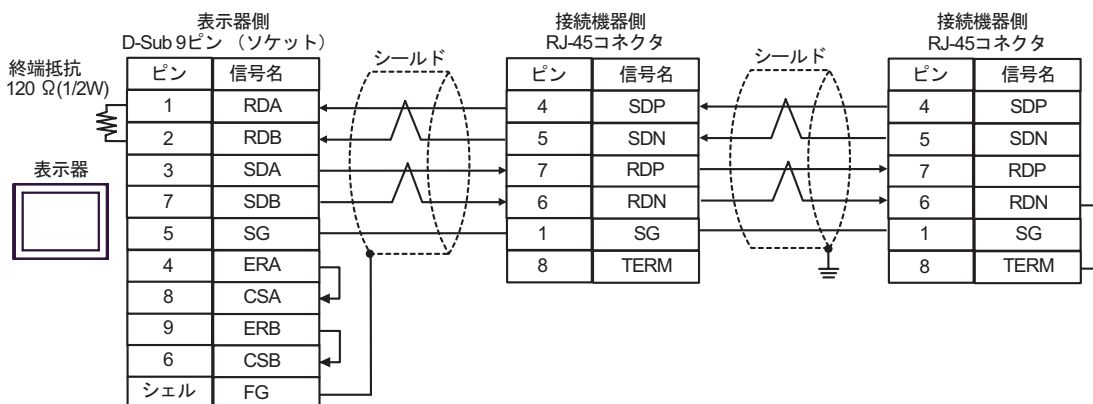 表示器側
D-Sub 9ピン （ソケット）
接続機器側
RJ-45コネクタ
接続機器側
RJ-45コネクタ
終端抵抗
120 Ω(1/2W)
シールド
シールド
表示器
ピン 信号名
1 RDA
2 RDB
3 SDA
7 SDB
5 SG
4 ERA
8 CSA
9 ERB
6 CSB
シェル FG
ピン 信号名
4 SDP
5 SDN
7 RDP
6 RDN
1 SG
8 TERM
ピン 信号名
4 SDP
5 SDN
7 RDP
6 RDN
1 SG
8 TERM